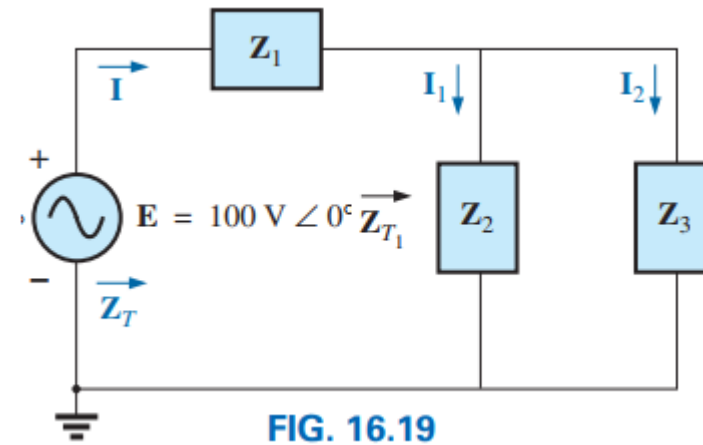 Z1
I
I1
I2
+
E = 100 V ∠ 0°
ZT1
Z2
Z3
−
ZT
FIG. 16.19